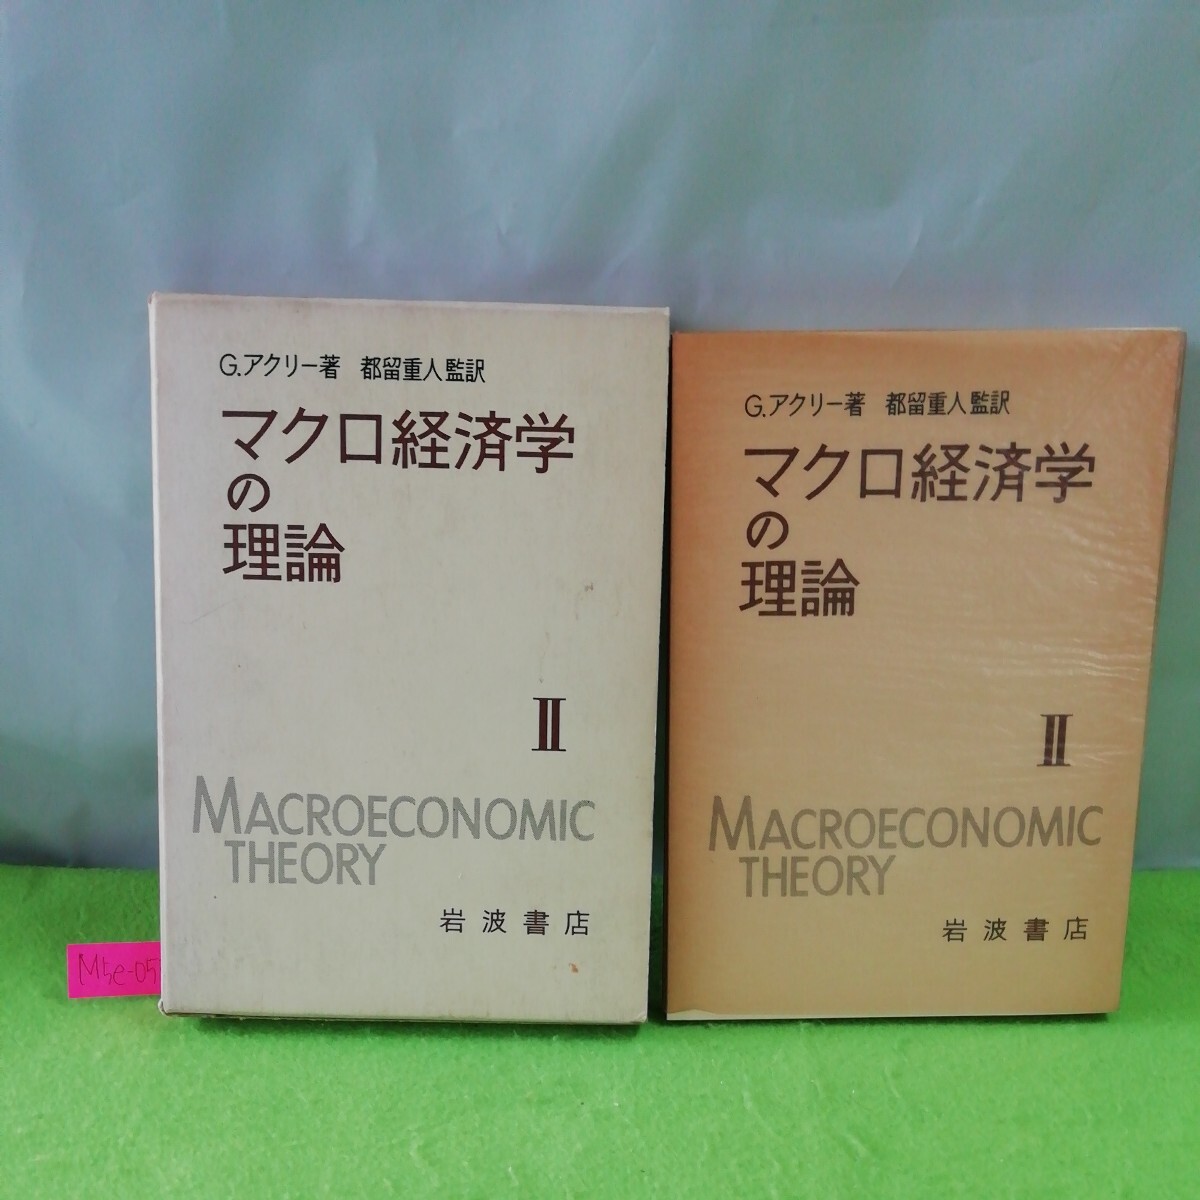 G.アクリー著 都留重人監訳
マクロ経済学
の
理論
II
MACROECONOMIC
THEORY
岩波書店
G.アクリー著 都留重人監訳
マクロ経済学
の
理論
II
MACROECONOMIC
THEORY
岩波書店
M5e-05